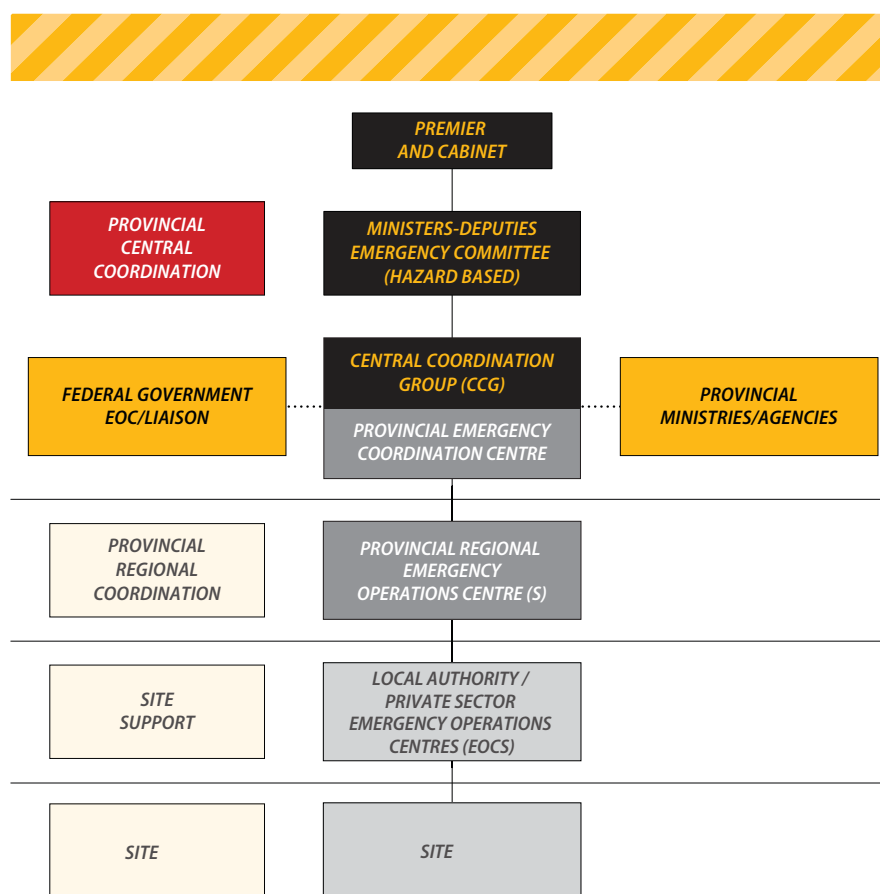 PREMIER
AND CABINET
PROVINCIAL
CENTRAL
COORDINATION
MINISTERS-DEPUTIES
EMERGENCY COMMITTEE
(HAZARD BASED)
FEDERAL GOVERNMENT
EOC/LIAISON
CENTRAL COORDINATION
GROUP (CCG)
PROVINCIAL EMERGENCY
COORDINATION CENTRE
PROVINCIAL
MINISTRIES/AGENCIES
PROVINCIAL
REGIONAL
COORDINATION
PROVINCIAL REGIONAL
EMERGENCY
OPERATIONS CENTRE (S)
SITE
SUPPORT
LOCAL AUTHORITY /
PRIVATE SECTOR
EMERGENCY OPERATIONS
CENTRES (EOCS)
SITE
SITE